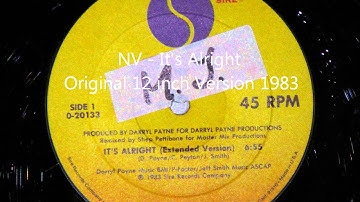 SIRE
NV - It's Alright
Original 12 inch Version 1983
SIDE 1
0-20133
45 RPM
PRODUCED BY DARRYL PAYNE FOR DARRYL PAYNE PRODUCTIONS
Remixed by Shep Pettibone for Master Mix Productions
IT'S ALRIGHT (Extended Version) 6:55
(D. Payne/C. Peyton/J. Smith)
Darryl Payne Music BMI/P-Factor/Jeff Smith Music ASCAP
℗ 1983 Sire Records Company